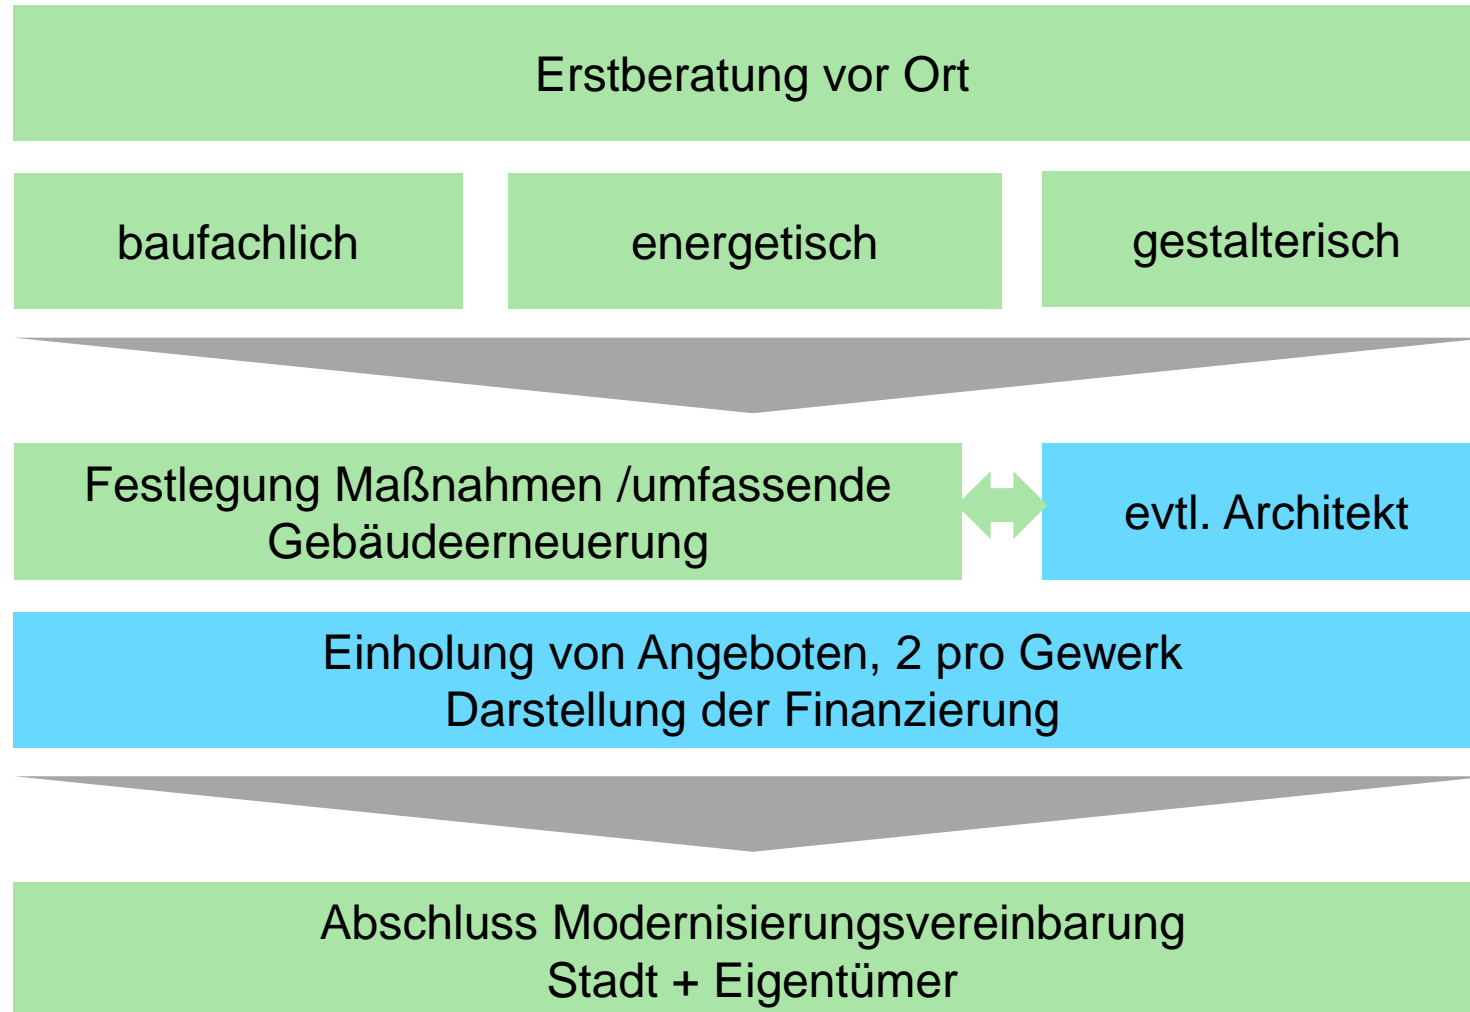 Erstberatung vor Ort
baufachlich
energetisch
gestalterisch
Festlegung Maßnahmen /umfassende
Gebäudeerneuerung
evtl. Architekt
Einholung von Angeboten, 2 pro Gewerk
Darstellung der Finanzierung
Abschluss Modernisierungsvereinbarung
Stadt + Eigentümer